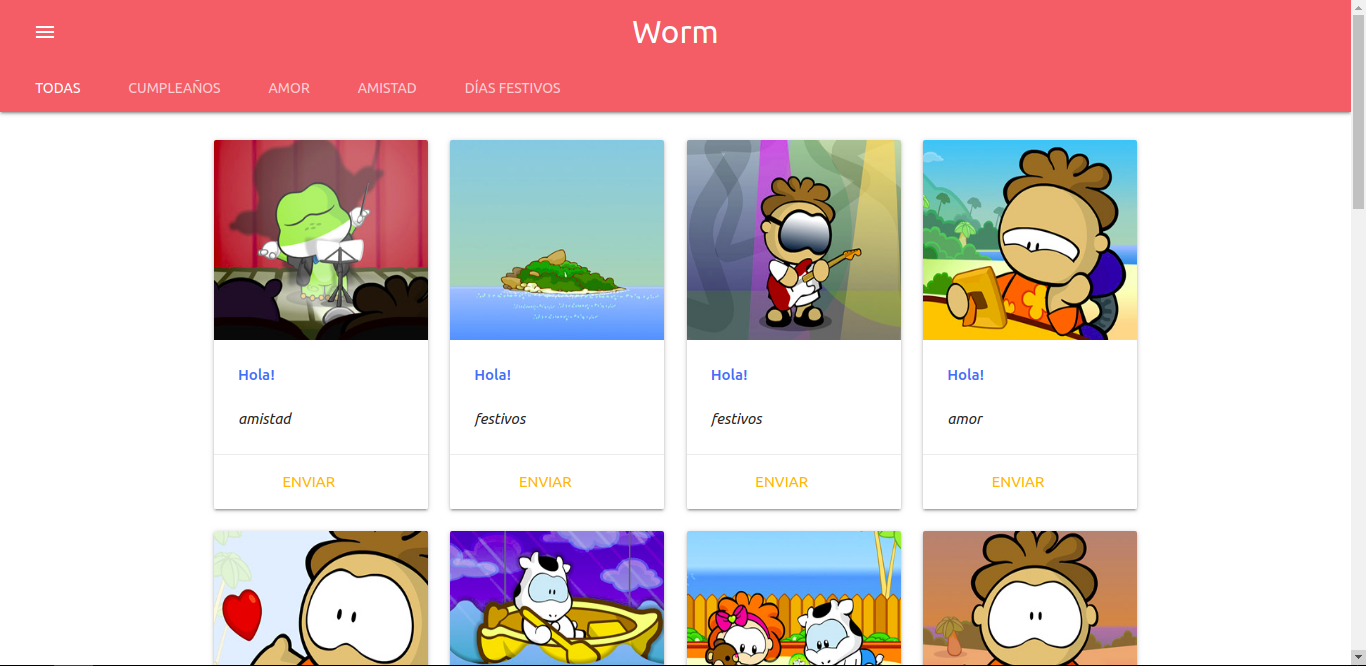 Worm
TODAS CUMPLEAÑOS AMOR AMISTAD DÍAS FESTIVOS
Hola! Hola! Hola! Hola!
amistad festivos festivos amor
ENVIAR ENVIAR ENVIAR ENVIAR